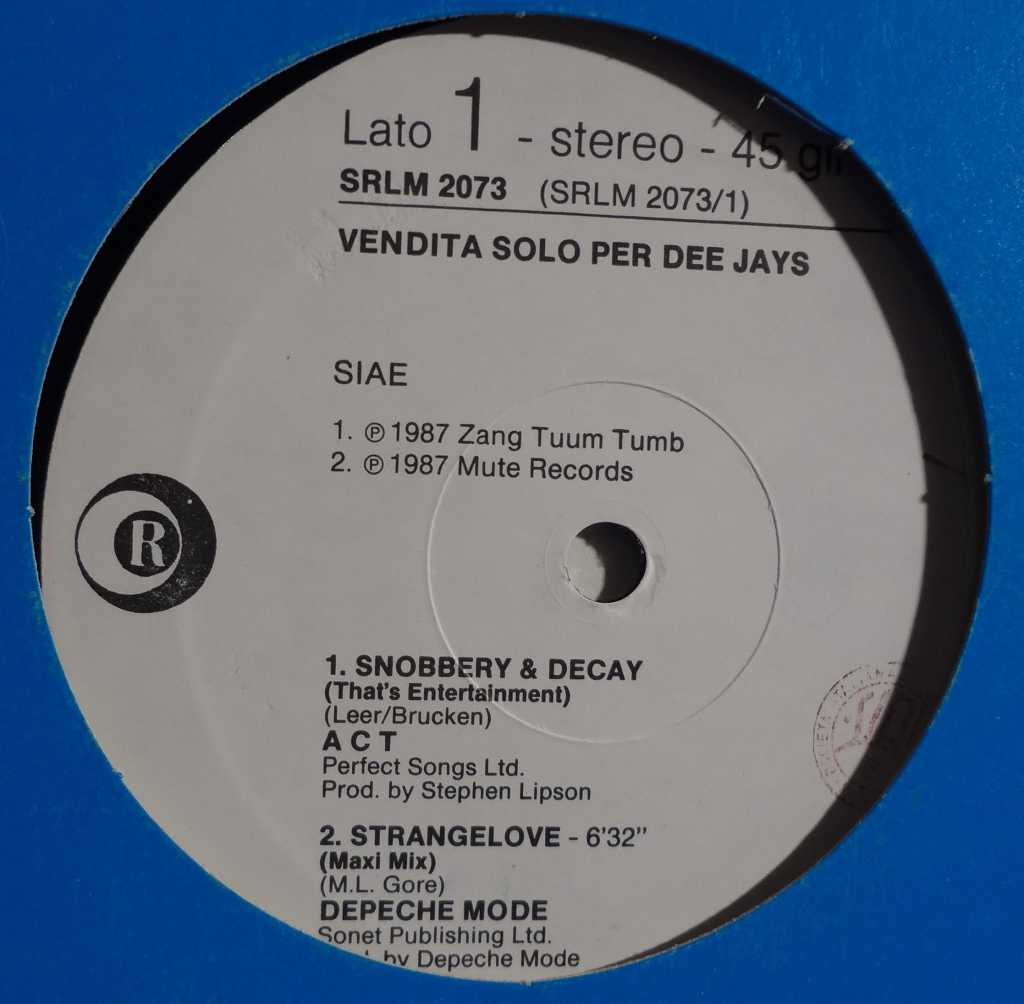 Lato 1 - stereo - 45 giri
SRLM 2073 (SRLM 2073/1)
VENDITA SOLO PER DEE JAYS
SIAE
1. ℗ 1987 Zang Tuum Tumb
2. ℗ 1987 Mute Records
R
1. SNOBBERY & DECAY
(That's Entertainment)
(Leer/Brucken)
A C T
Perfect Songs Ltd.
Prod. by Stephen Lipson
2. STRANGELOVE - 6'32"
(Maxi Mix)
(M.L. Gore)
DEPECHE MODE
Sonet Publishing Ltd.
by Depeche Mode